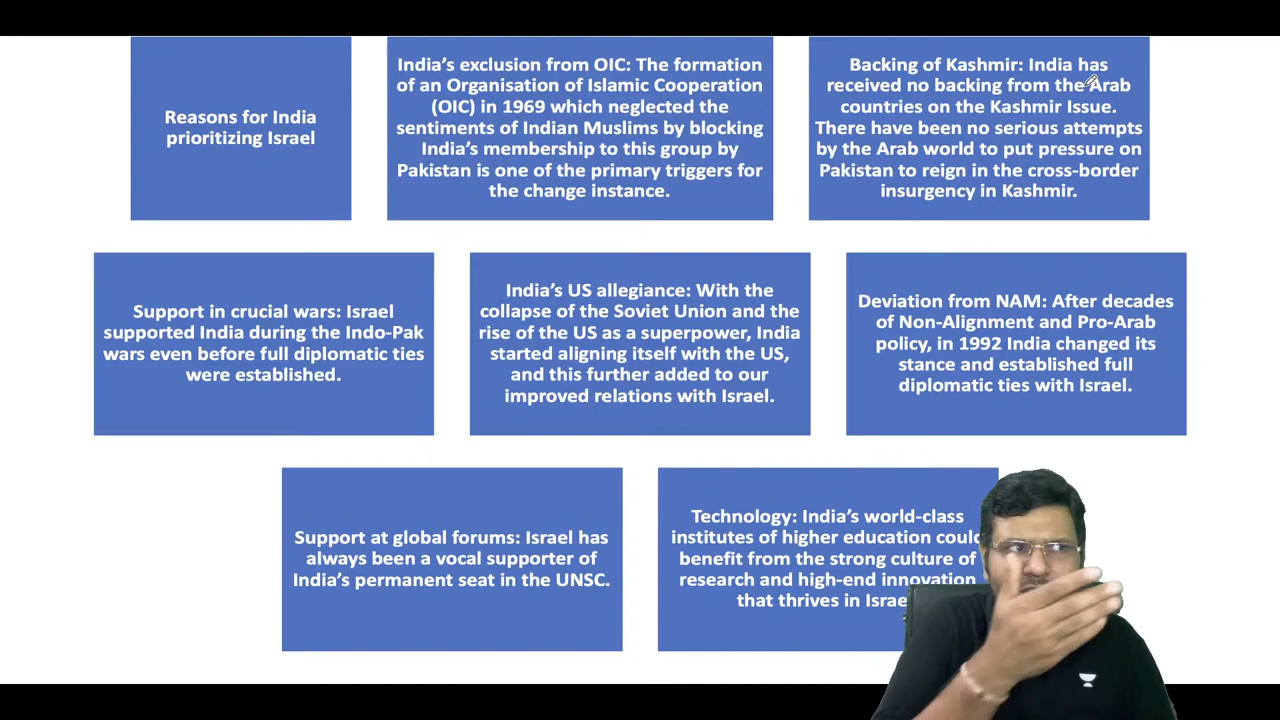 Reasons for India
prioritizing Israel
India's exclusion from OIC: The formation
of an Organisation of Islamic Cooperation
(OIC) in 1969 which neglected the
sentiments of Indian Muslims by blocking
India's membership to this group by
Pakistan is one of the primary triggers for
the change instance.
Backing of Kashmir: India has
received no backing from the Arab
countries on the Kashmir Issue.
There have been no serious attempts
by the Arab world to put pressure on
Pakistan to reign in the cross-border
insurgency in Kashmir.
Support in crucial wars: Israel
supported India during the Indo-Pak
wars even before full diplomatic ties
were established.
India's US allegiance: With the
collapse of the Soviet Union and the
rise of the US as a superpower, India
started aligning itself with the US,
and this further added to our
improved relations with Israel.
Deviation from NAM: After decades
of Non-Alignment and Pro-Arab
policy, in 1992 India changed its
stance and established full
diplomatic ties with Israel.
Support at global forums: Israel has
always been a vocal supporter of
India's permanent seat in the UNSC.
Technology: India's world-class
institutes of higher education could
benefit from the strong culture of
research and high-end innovation
that thrives in Israe